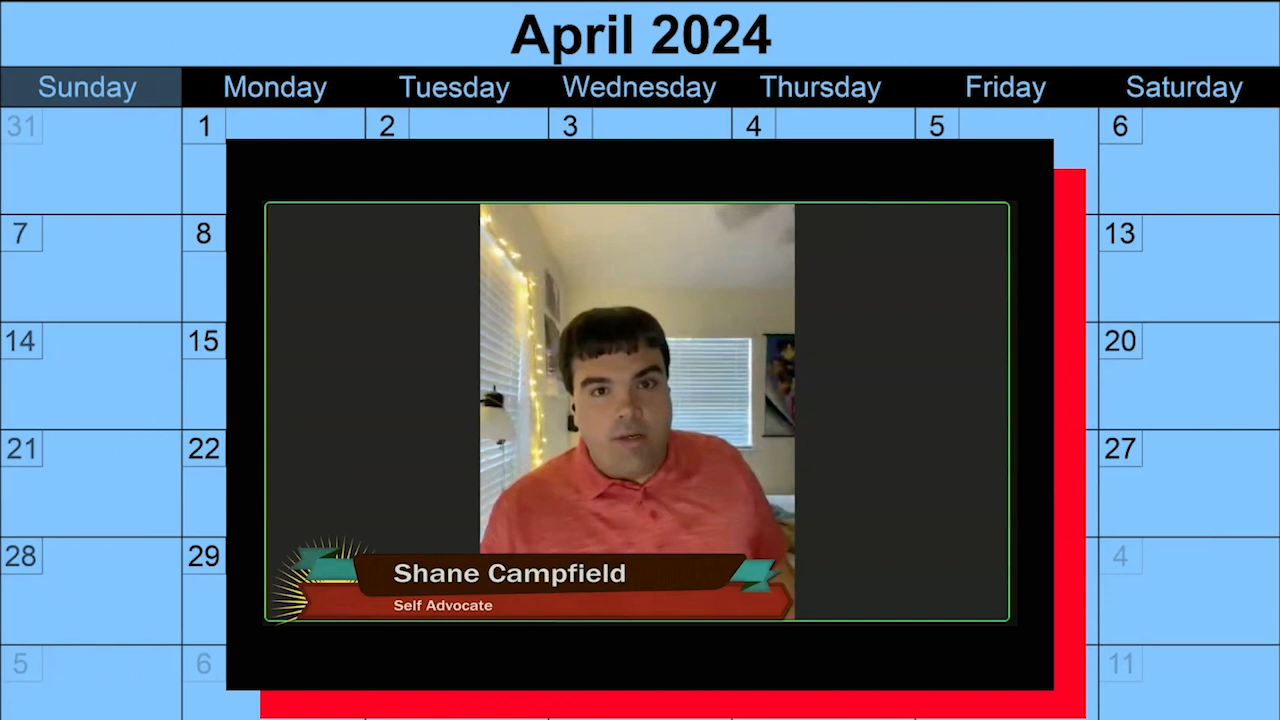 April 2024
Sunday Monday Tuesday Wednesday Thursday Friday Saturday
31 1 2 3 4 5 6
7 8 13
14 15 20
Shane Campfield
Self Advocate
21 22 27
28 29 4
5 6 11